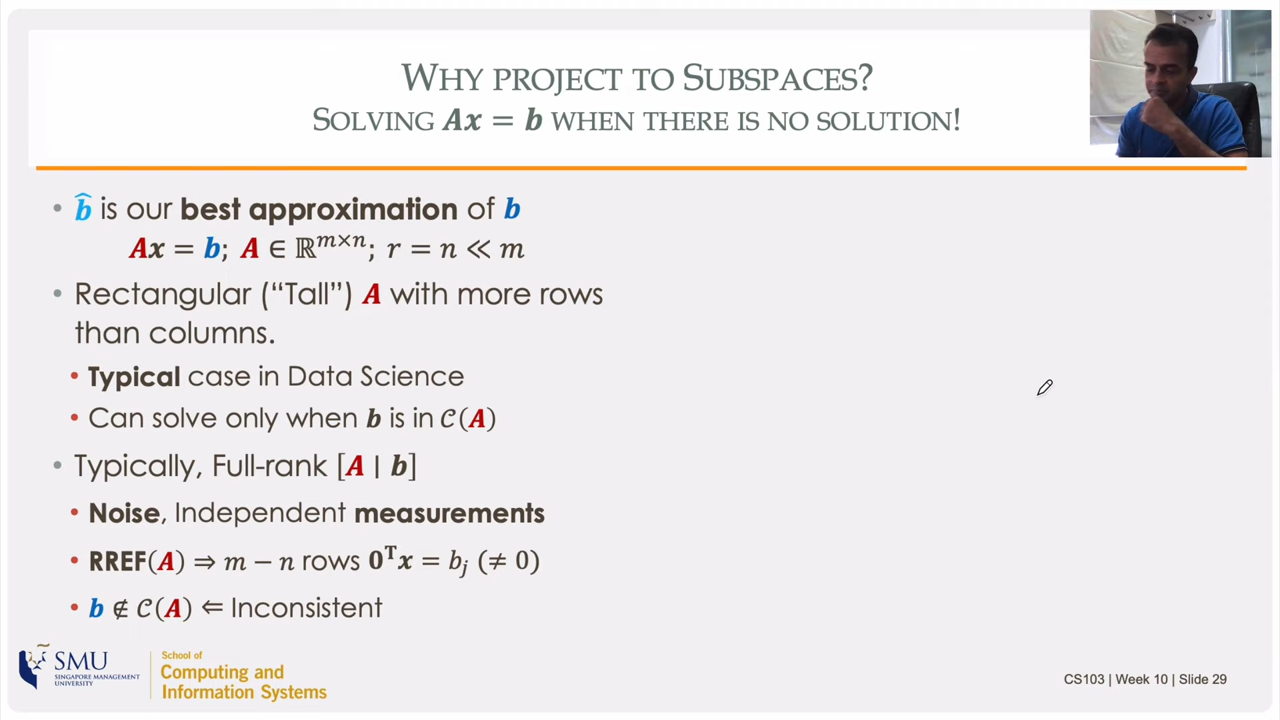 WHY PROJECT TO SUBSPACES?
SOLVING Ax = b WHEN THERE IS NO SOLUTION!
• b̂ is our best approximation of b
Ax = b; A ∈ ℝᵐˣⁿ; r = n ≪ m
• Rectangular (“Tall”) A with more rows
than columns.
• Typical case in Data Science
• Can solve only when b is in 𝒞(A)
• Typically, Full-rank [A | b]
• Noise, Independent measurements
• RREF(A) ⇒ m − n rows 0ᵀx = bⱼ (≠ 0)
• b ∉ 𝒞(A) ⇐ Inconsistent
SMU
SINGAPORE MANAGEMENT
UNIVERSITY
School of
Computing and
Information Systems
CS103 | Week 10 | Slide 29